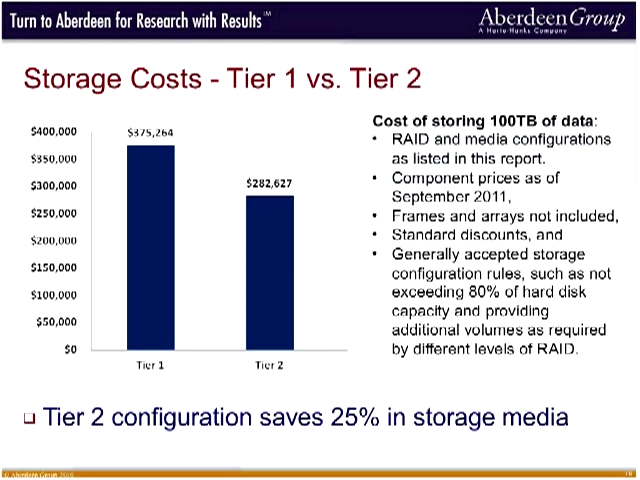 Turn to Aberdeen for Research with Results™
AberdeenGroup
A Harte-Hanks Company
Storage Costs - Tier 1 vs. Tier 2
$400,000
$350,000
$300,000
$250,000
$200,000
$150,000
$100,000
$50,000
$0
$375,264
$282,627
Tier 1
Tier 2
Cost of storing 100TB of data:
• RAID and media configurations
as listed in this report.
• Component prices as of
September 2011,
• Frames and arrays not included,
• Standard discounts, and
• Generally accepted storage
configuration rules, such as not
exceeding 80% of hard disk
capacity and providing
additional volumes as required
by different levels of RAID.
Tier 2 configuration saves 25% in storage media
© Aberdeen Group